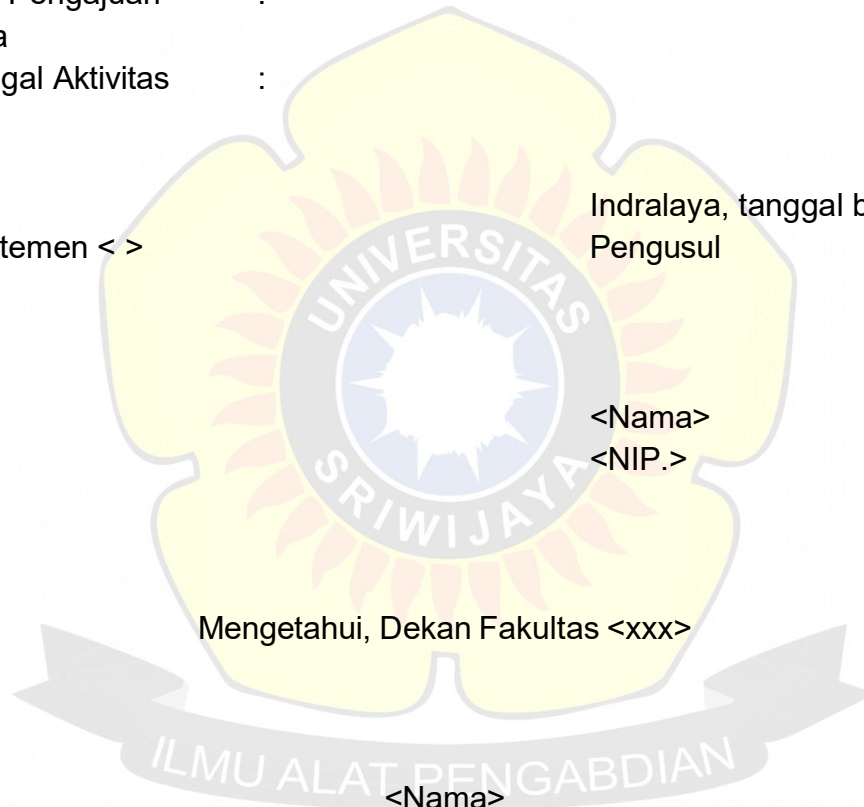 Pengajuan :
a
gal Aktivitas :
Indralaya, tanggal b
temen < > Pengusul
<Nama>
<NIP.>
Mengetahui, Dekan Fakultas <xxx>
<Nama>
UNIVERSITAS
SRIWIJAYA
ILMU ALAT PENGABDIAN